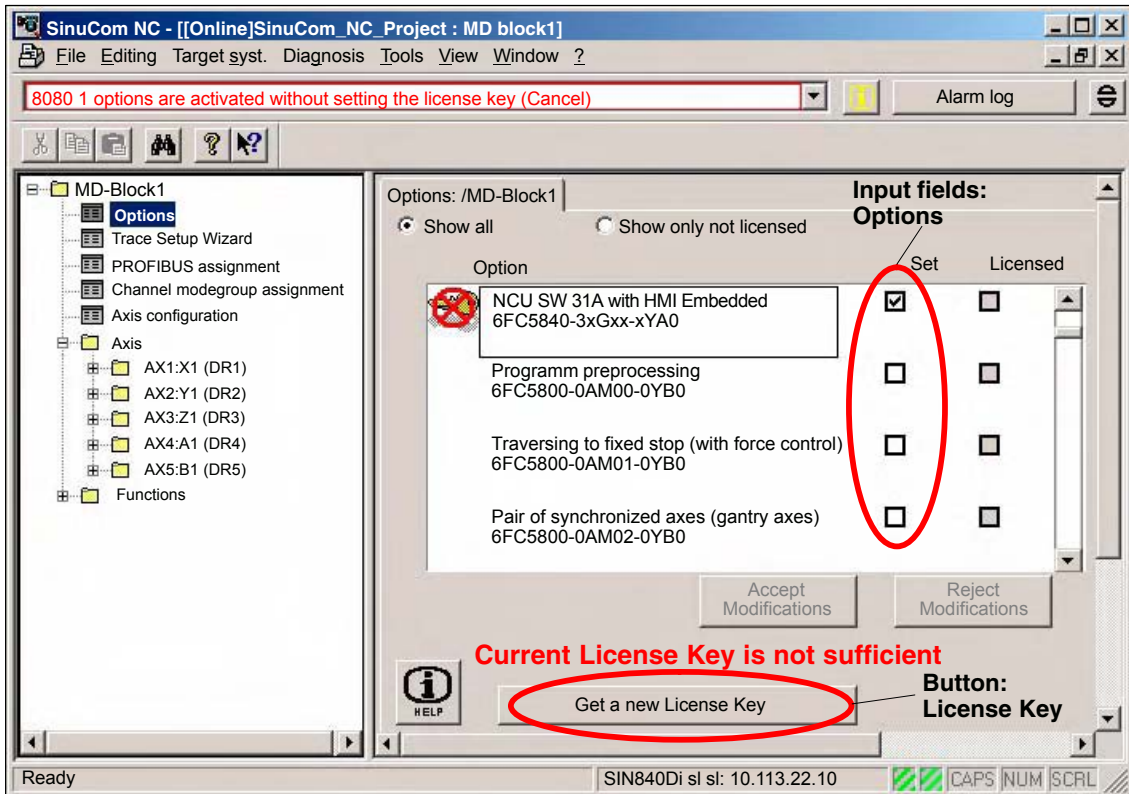 SinuCom NC - [[Online]SinuCom_NC_Project : MD block1]
File Editing Target syst. Diagnosis Tools View Window ?
8080 1 options are activated without setting the license key (Cancel)
Alarm log
MD-Block1
Options
Trace Setup Wizard
PROFIBUS assignment
Channel modegroup assignment
Axis configuration
Axis
AX1:X1 (DR1)
AX2:Y1 (DR2)
AX3:Z1 (DR3)
AX4:A1 (DR4)
AX5:B1 (DR5)
Functions
Options: /MD-Block1
Input fields:
Options
Show all Show only not licensed
Option Set Licensed
NCU SW 31A with HMI Embedded
6FC5840-3xGxx-xYA0
Programm preprocessing
6FC5800-0AM00-0YB0
Traversing to fixed stop (with force control)
6FC5800-0AM01-0YB0
Pair of synchronized axes (gantry axes)
6FC5800-0AM02-0YB0
Accept
Modifications
Reject
Modifications
Current License Key is not sufficient
HELP
Get a new License Key
Button:
License Key
Ready SIN840Di sl sl: 10.113.22.10 CAPS NUM SCRL